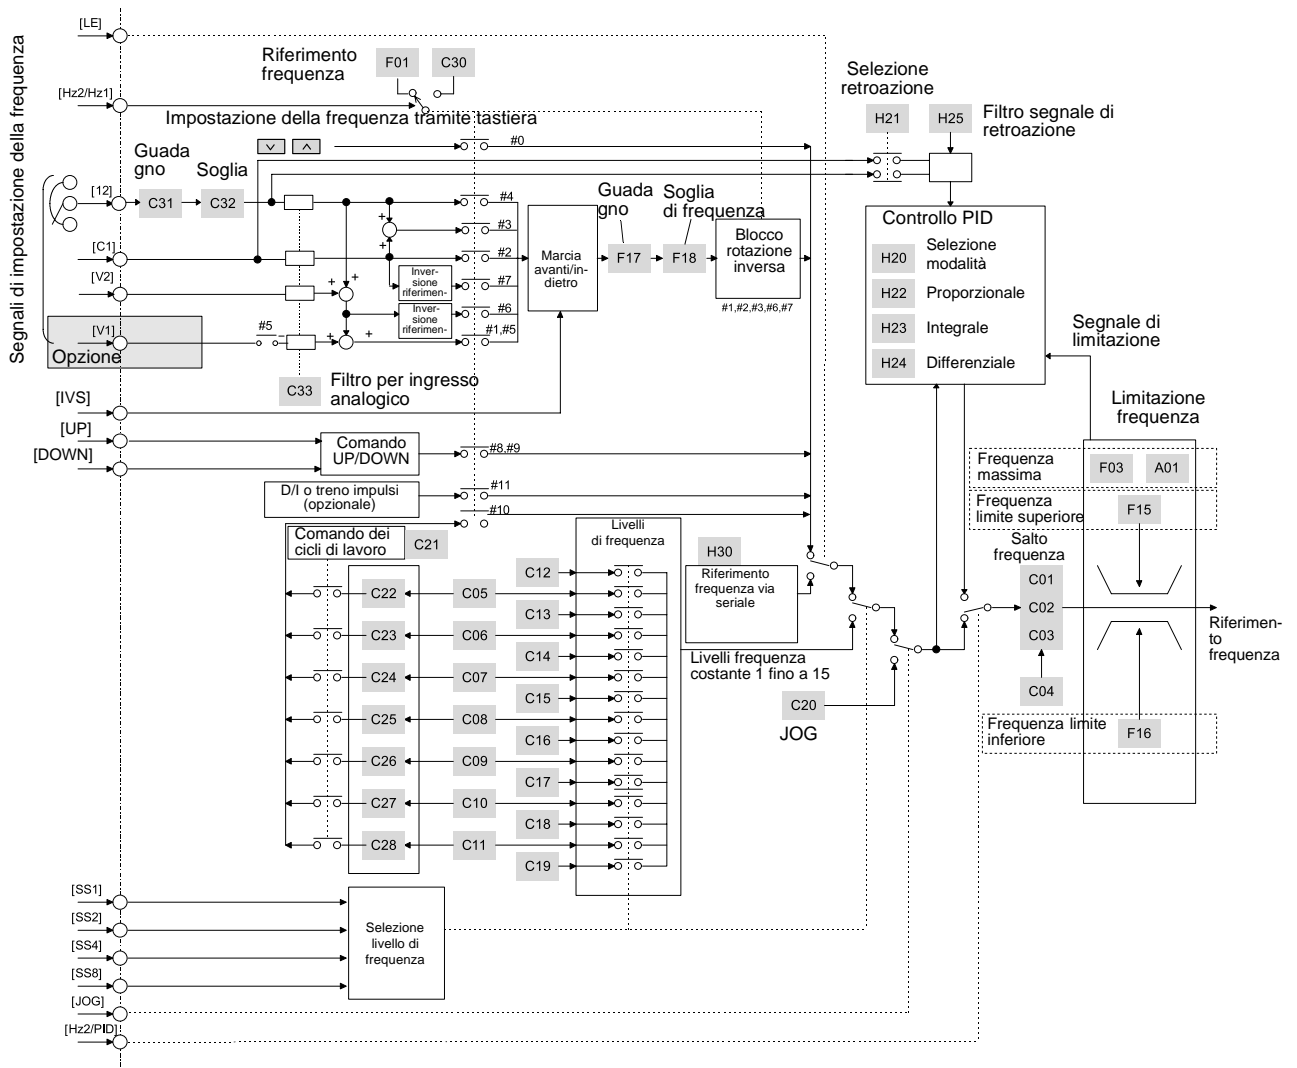 Segnali di impostazione della frequenza
[LE]
Riferimento
frequenza
F01
C30
[Hz2/Hz1]
Impostazione della frequenza tramite tastiera
#0
Selezione
retroazione
H21
H25
Filtro segnale di
retroazione
Guada
gno
Soglia
[12]
C31
C32
#4
#3
[C1]
#2
[V2]
Inver-
sione
riferimen-
#7
Inver-
sione
riferimen-
#6
[V1]
Opzione
#5
#1,#5
+
+
+
+
+
+
−
C33
Filtro per ingresso
analogico
Marcia
avanti/in-
dietro
Guada
gno
F17
Soglia
di frequenza
F18
Blocco
rotazione
inversa
#1,#2,#3,#6,#7
Controllo PID
H20
Selezione
modalità
H22
Proporzionale
H23
Integrale
H24
Differenziale
Segnale di
limitazione
Limitazione
frequenza
[IVS]
[UP]
[DOWN]
Comando
UP/DOWN
#8,#9
D/I o treno impulsi
(opzionale)
#11
#10
Comando dei
cicli di lavoro
C21
Livelli
di frequenza
C12
C22
C05
C13
C23
C06
C14
C24
C07
C15
C25
C08
C16
C26
C09
C17
C27
C10
C18
C28
C11
C19
H30
Riferimento
frequenza via
seriale
Livelli frequenza
costante 1 fino a 15
C20
JOG
Frequenza
massima
F03
A01
Frequenza
limite superiore
F15
Salto
frequenza
C01
C02
C03
C04
Riferimen-
to
frequenza
Frequenza limite
inferiore
F16
[SS1]
[SS2]
[SS4]
[SS8]
Selezione
livello di
frequenza
[JOG]
[Hz2/PID]